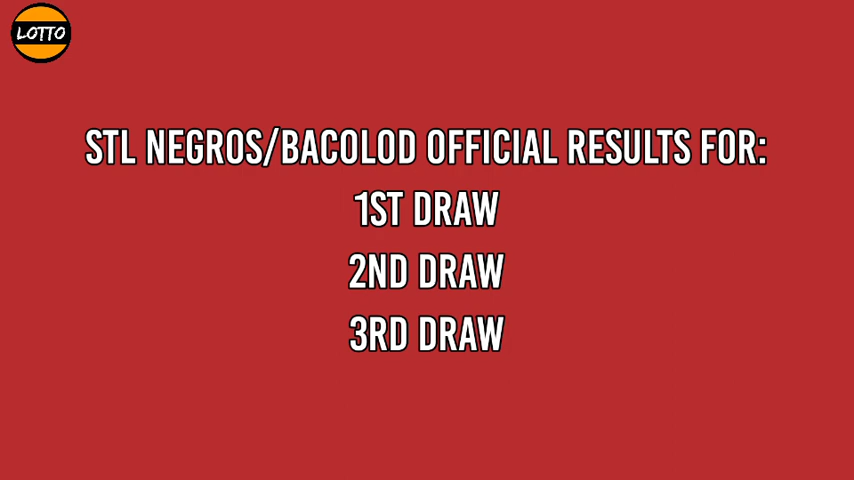 LOTTO
STL NEGROS/BACOLOD OFFICIAL RESULTS FOR:
1ST DRAW
2ND DRAW
3RD DRAW